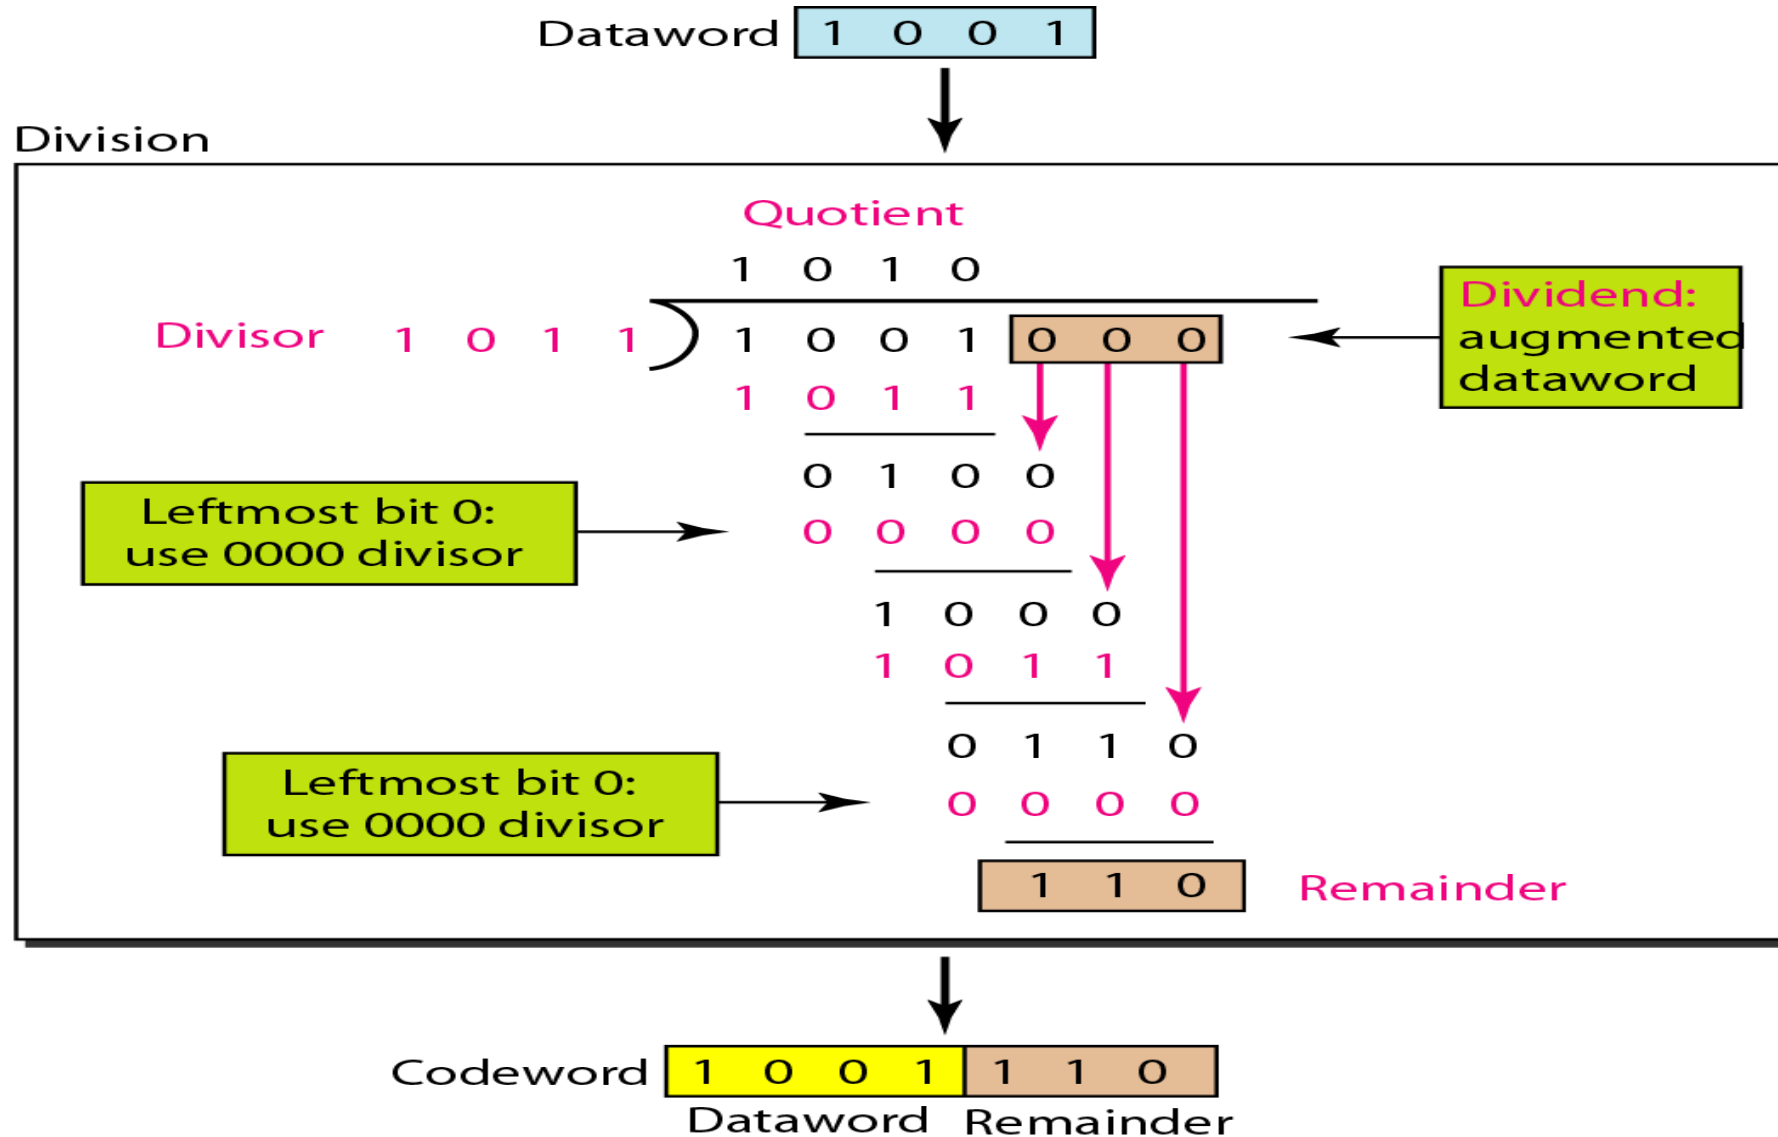 Dataword 1 0 0 1
Division
Quotient
1 0 1 0
Divisor 1 0 1 1 1 0 0 1 0 0 0
Dividend:
augmented
dataword
1 0 1 1
0 1 0 0
Leftmost bit 0:
use 0000 divisor
0 0 0 0
1 0 0 0
1 0 1 1
0 1 1 0
Leftmost bit 0:
use 0000 divisor
0 0 0 0
1 1 0 Remainder
Codeword 1 0 0 1 1 1 0
Dataword Remainder